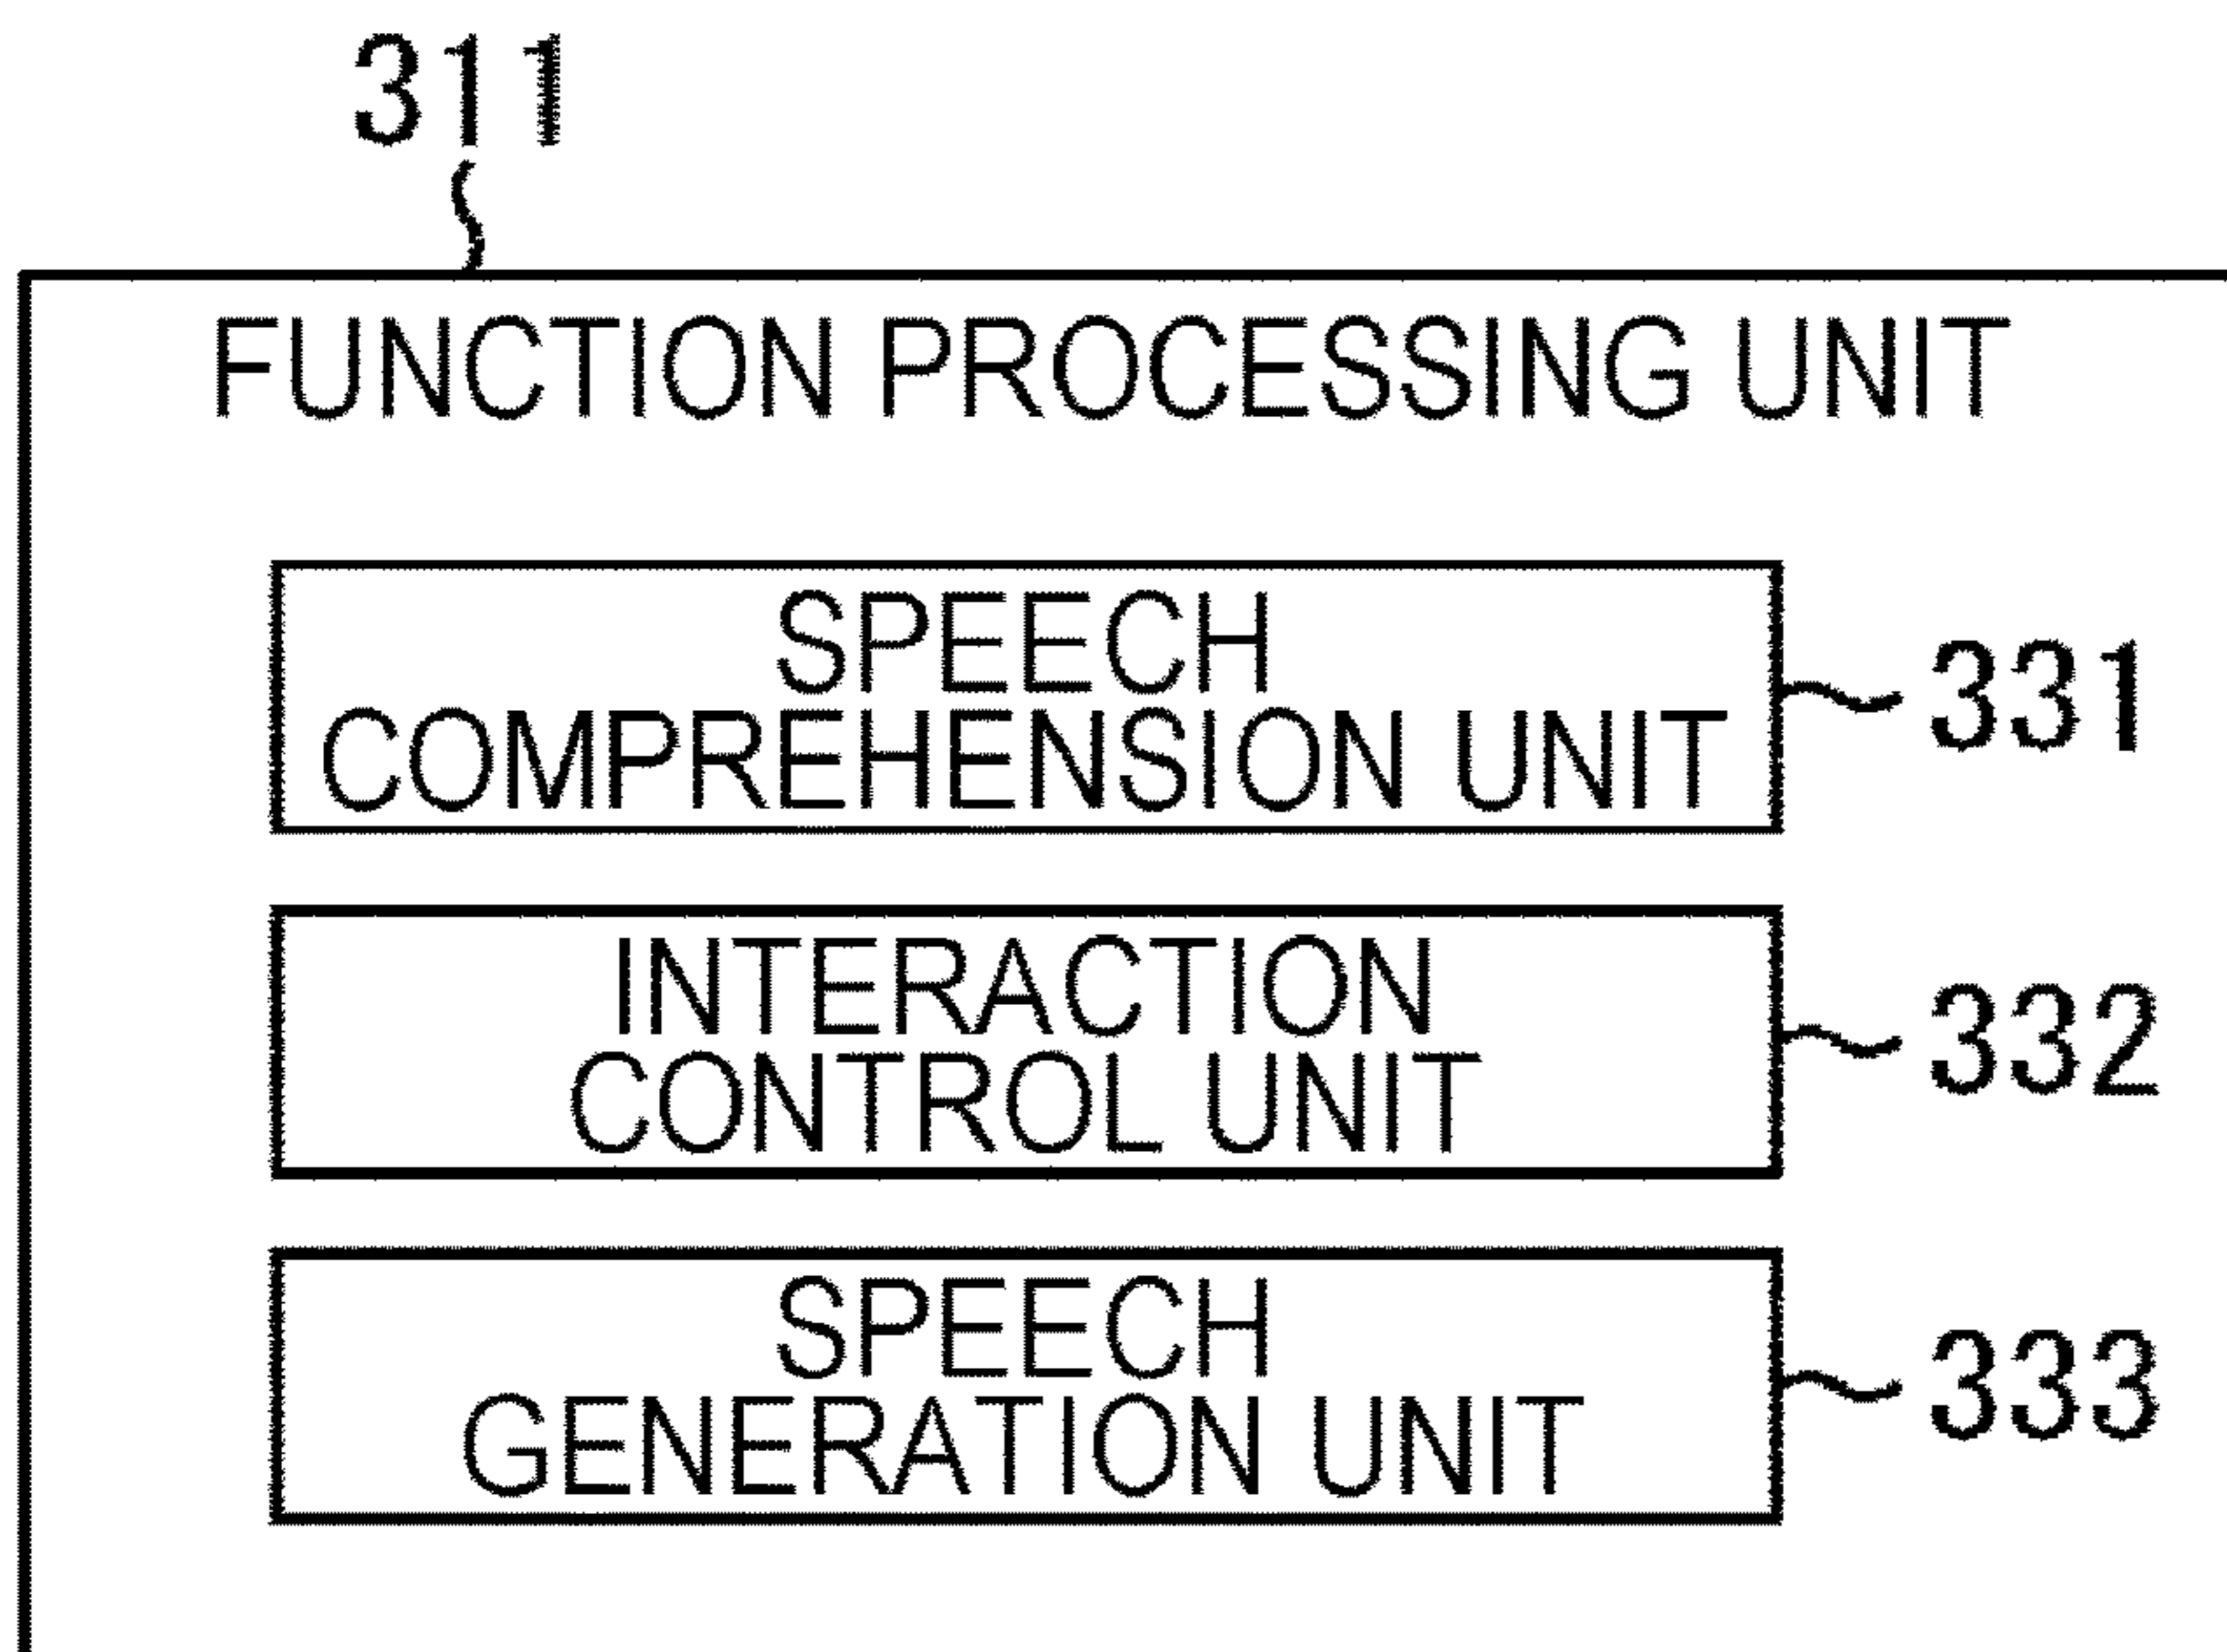 311
FUNCTION PROCESSING UNIT
SPEECH
COMPREHENSION UNIT
331
INTERACTION
CONTROL UNIT
332
SPEECH
GENERATION UNIT
333